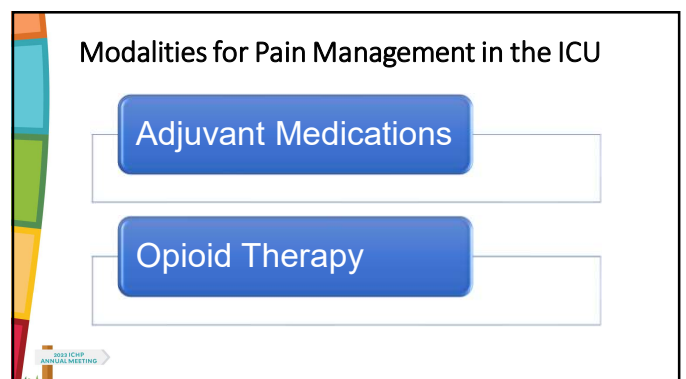 Modalities for Pain Management in the ICU
Adjuvant Medications
Opioid Therapy
2023 ICHP
ANNUAL MEETING